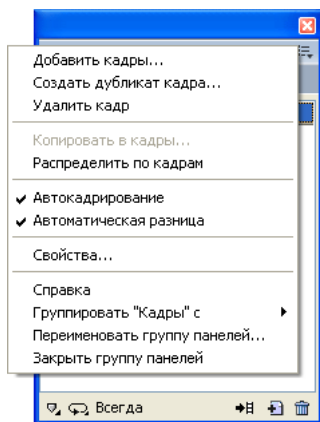 Добавить кадры...
Создать дубликат кадра...
Удалить кадр
Копировать в кадры...
Распределить по кадрам
Автокадрирование
Автоматическая разница
Свойства...
Справка
Группировать "Кадры" с
Переименовать группу панелей...
Закрыть группу панелей
Всегда